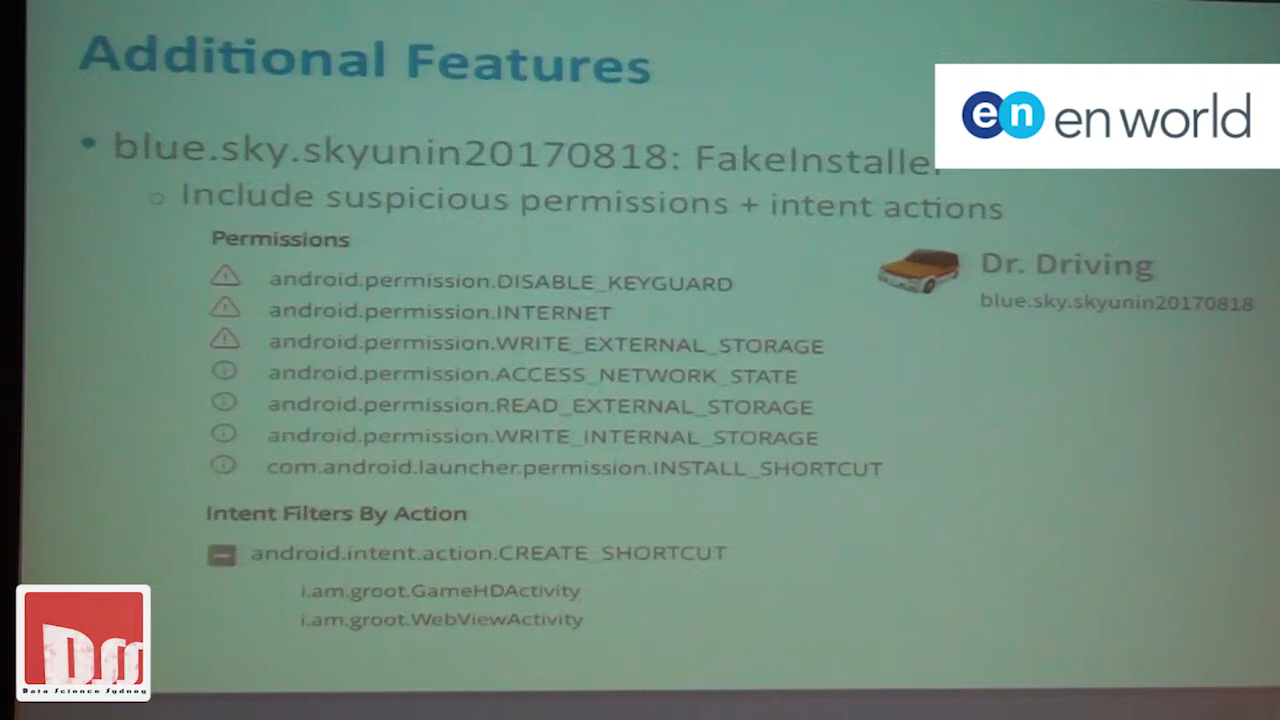 Additional Features
en en world
• blue.sky.skyunin20170818: FakeInstaller
○ Include suspicious permissions + intent actions
Permissions
android.permission.DISABLE_KEYGUARD
android.permission.INTERNET
android.permission.WRITE_EXTERNAL_STORAGE
android.permission.ACCESS_NETWORK_STATE
android.permission.READ_EXTERNAL_STORAGE
android.permission.WRITE_INTERNAL_STORAGE
com.android.launcher.permission.INSTALL_SHORTCUT
Dr. Driving
blue.sky.skyunin20170818
Intent Filters By Action
android.intent.action.CREATE_SHORTCUT
i.am.groot.GameHDActivity
i.am.groot.WebViewActivity
DSS
Data Science Sydney